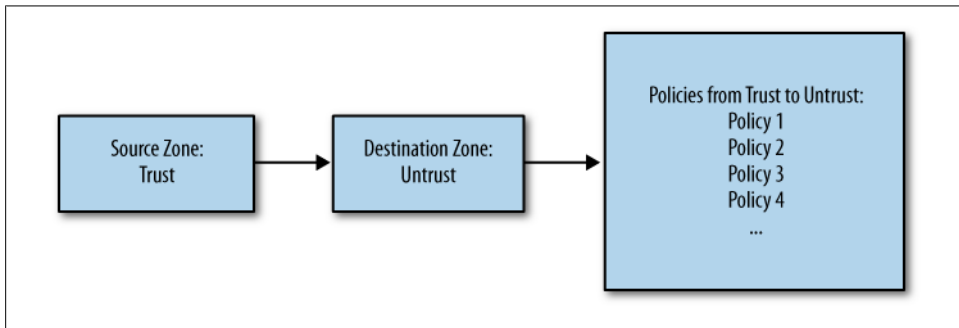 Source Zone:
Trust
Destination Zone:
Untrust
Policies from Trust to Untrust:
Policy 1
Policy 2
Policy 3
Policy 4
...